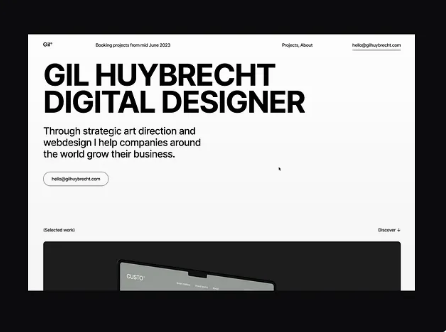 Gil°
Booking projects from mid June 2023
Projects, About
hello@gilhuybrecht.com
GIL HUYBRECHT
DIGITAL DESIGNER
Through strategic art direction and
webdesign I help companies around
the world grow their business.
hello@gilhuybrecht.com
(Selected work)
Discover ↓